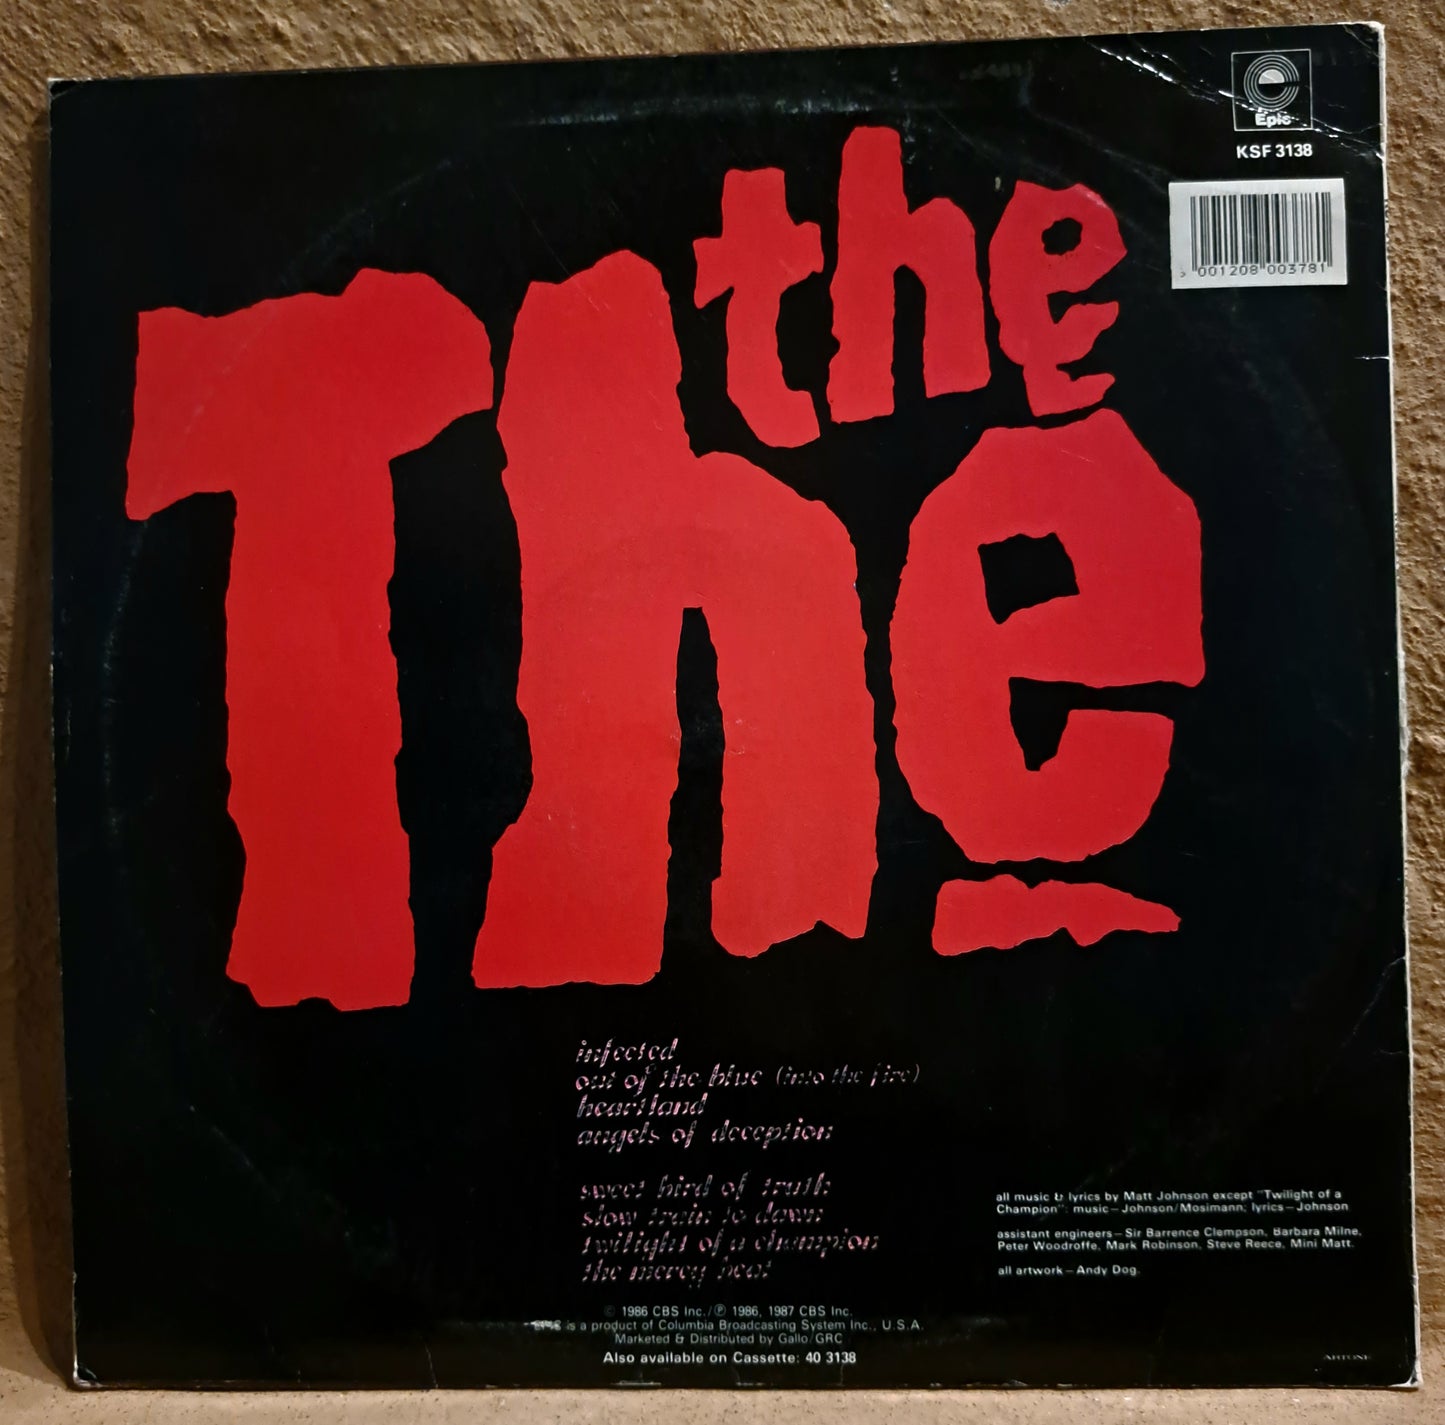 Epic
KSF 3138
001208 003781
the
The
infected
out of the blue (into the fire)
heartland
angels of deception
sweet bird of truth
slow train to dawn
twilight of a champion
the mercy beat
all music & lyrics by Matt Johnson except "Twilight of a
Champion": music – Johnson/Mosimann; lyrics – Johnson
assistant engineers – Sir Barrence Clempson, Barbara Milne,
Peter Woodroffe, Mark Robinson, Steve Reece, Mini Matt.
all artwork – Andy Dog.
© 1986 CBS Inc./℗ 1986, 1987 CBS Inc.
EPIC is a product of Columbia Broadcasting System Inc., U.S.A.
Marketed & Distributed by Gallo/GRC
Also available on Cassette: 40 3138
ARTONE